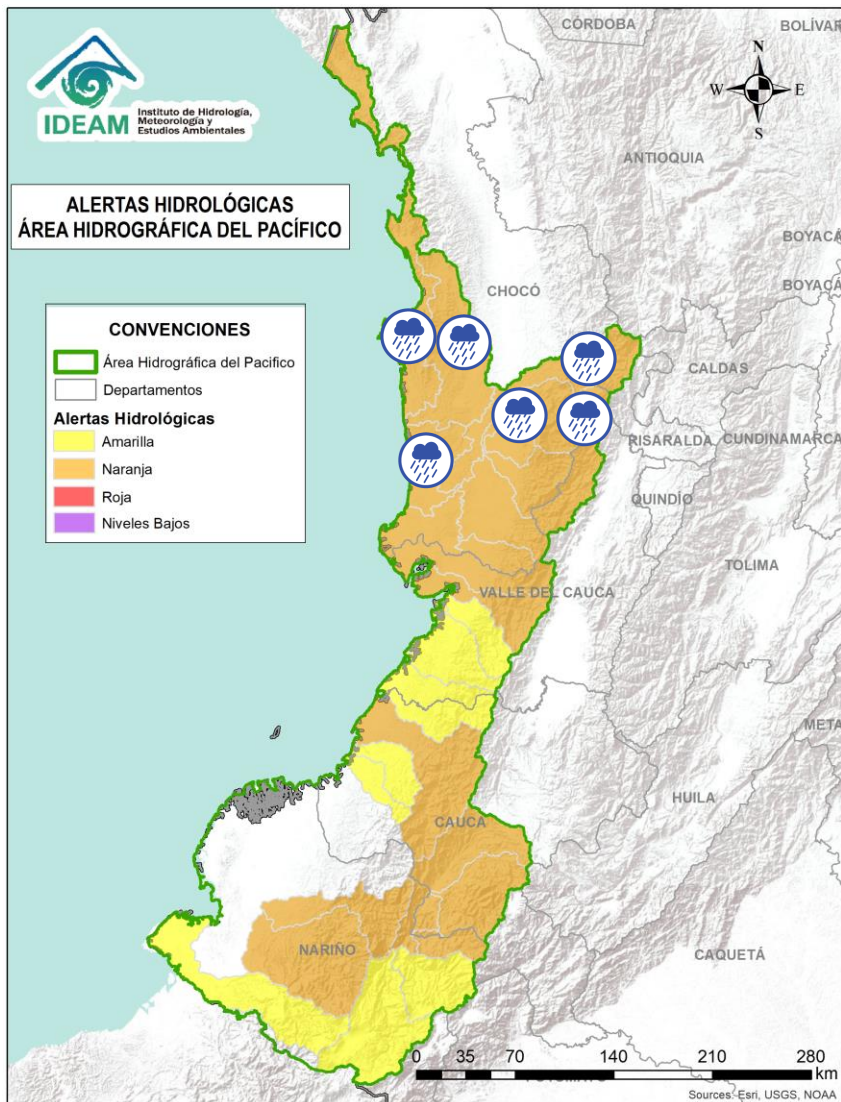 CÓRDOBA
BOLÍVAR
IDEAM
Instituto de Hidrología,
Meteorología y
Estudios Ambientales
N
W
E
S
ANTIOQUIA
ALERTAS HIDROLÓGICAS
ÁREA HIDROGRÁFICA DEL PACÍFICO
BOYACÁ
BOYACÁ
CHOCÓ
CONVENCIONES
Área Hidrográfica del Pacifico
Departamentos
Alertas Hidrológicas
Amarilla
Naranja
Roja
Niveles Bajos
CALDAS
RISARALDA
CUNDINAMARCA
QUINDÍO
TOLIMA
VALLE DEL CAUCA
META
HUILA
CAUCA
NARIÑO
CAQUETÁ
0 35 70 140 210 280
km
Sources: Esri, USGS, NOAA